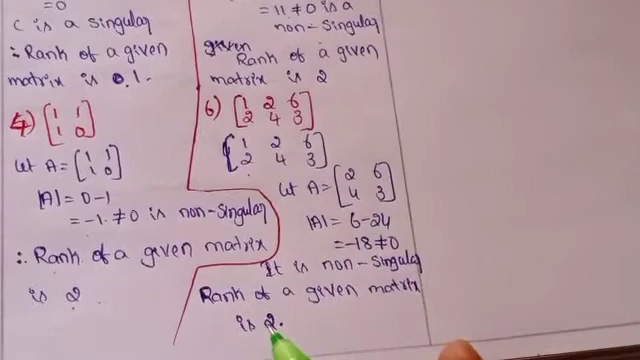 =0
C is a singular
∴ Rank of a given
matrix is 0.1.
4) [1 1
1 0]
Let A = [1 1
1 0]
|A| = 0-1
= -1. ≠0 is non-Singular
∴ Rank of a given matrix
is 2
= 11 ≠0 is a
non-Singular
given Rank of a given
matrix is 2
6) [1 2 6
2 4 3]
[1 2 6
2 4 3]
Let A = [2 6
4 3]
|A| = 6-24
= -18 ≠0
It is non-Singular
Rank of a given matrix
is 2.